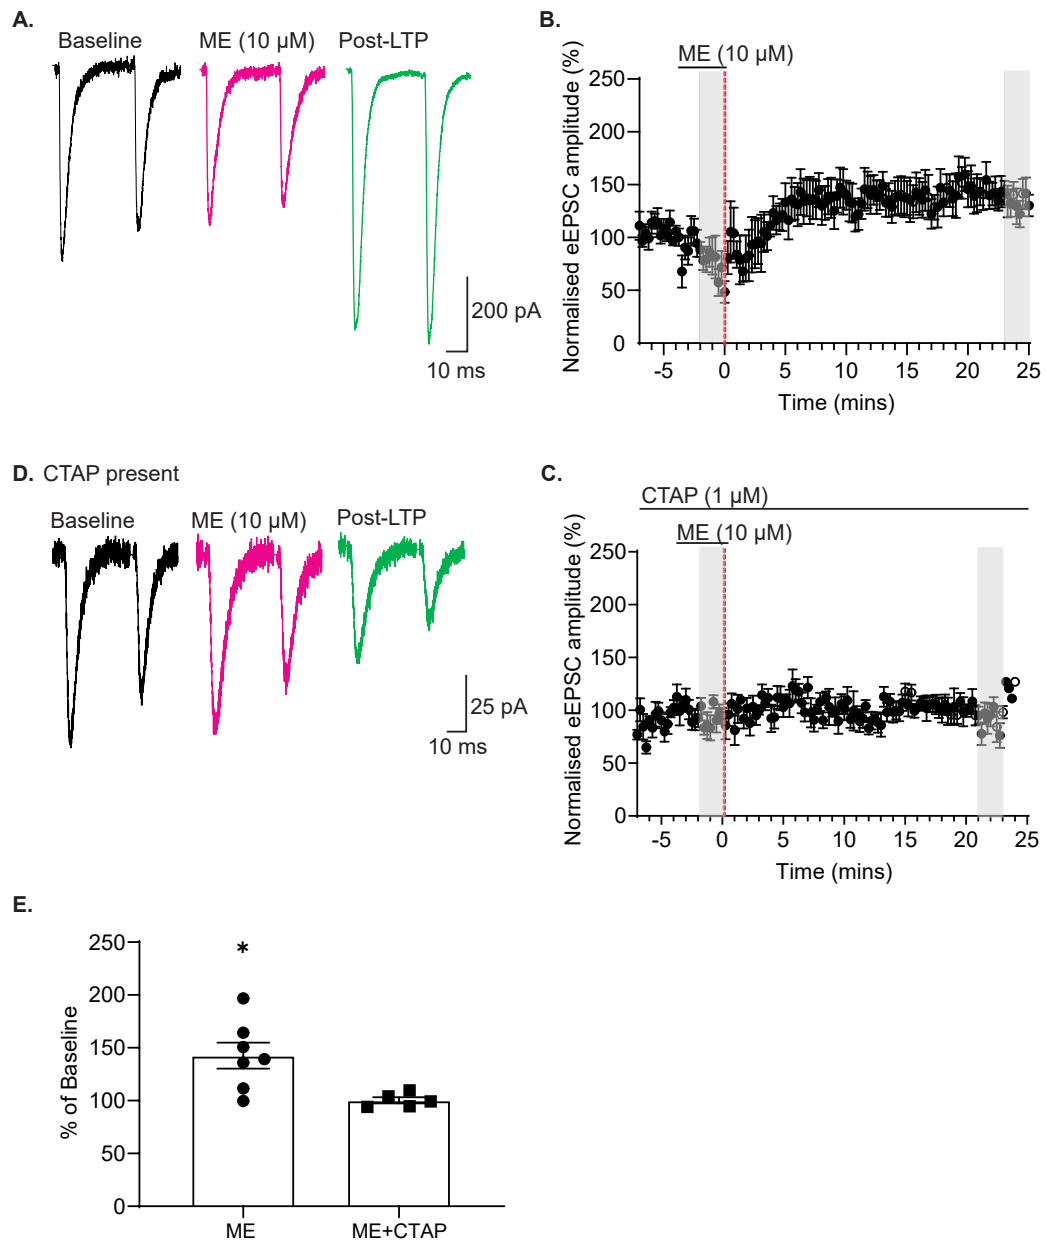 A.
Baseline
ME (10 µM)
Post-LTP
200 pA
10 ms
B.
ME (10 µM)
Normalised eEPSC amplitude (%)
250
200
150
100
50
0
-5 0 5 10 15 20 25
Time (mins)
D. CTAP present
Baseline
ME (10 µM)
Post-LTP
25 pA
10 ms
C.
CTAP (1 µM)
ME (10 µM)
Normalised eEPSC amplitude (%)
250
200
150
100
50
0
-5 0 5 10 15 20 25
Time (mins)
E.
% of Baseline
250
200
150
100
50
0
*
ME ME+CTAP